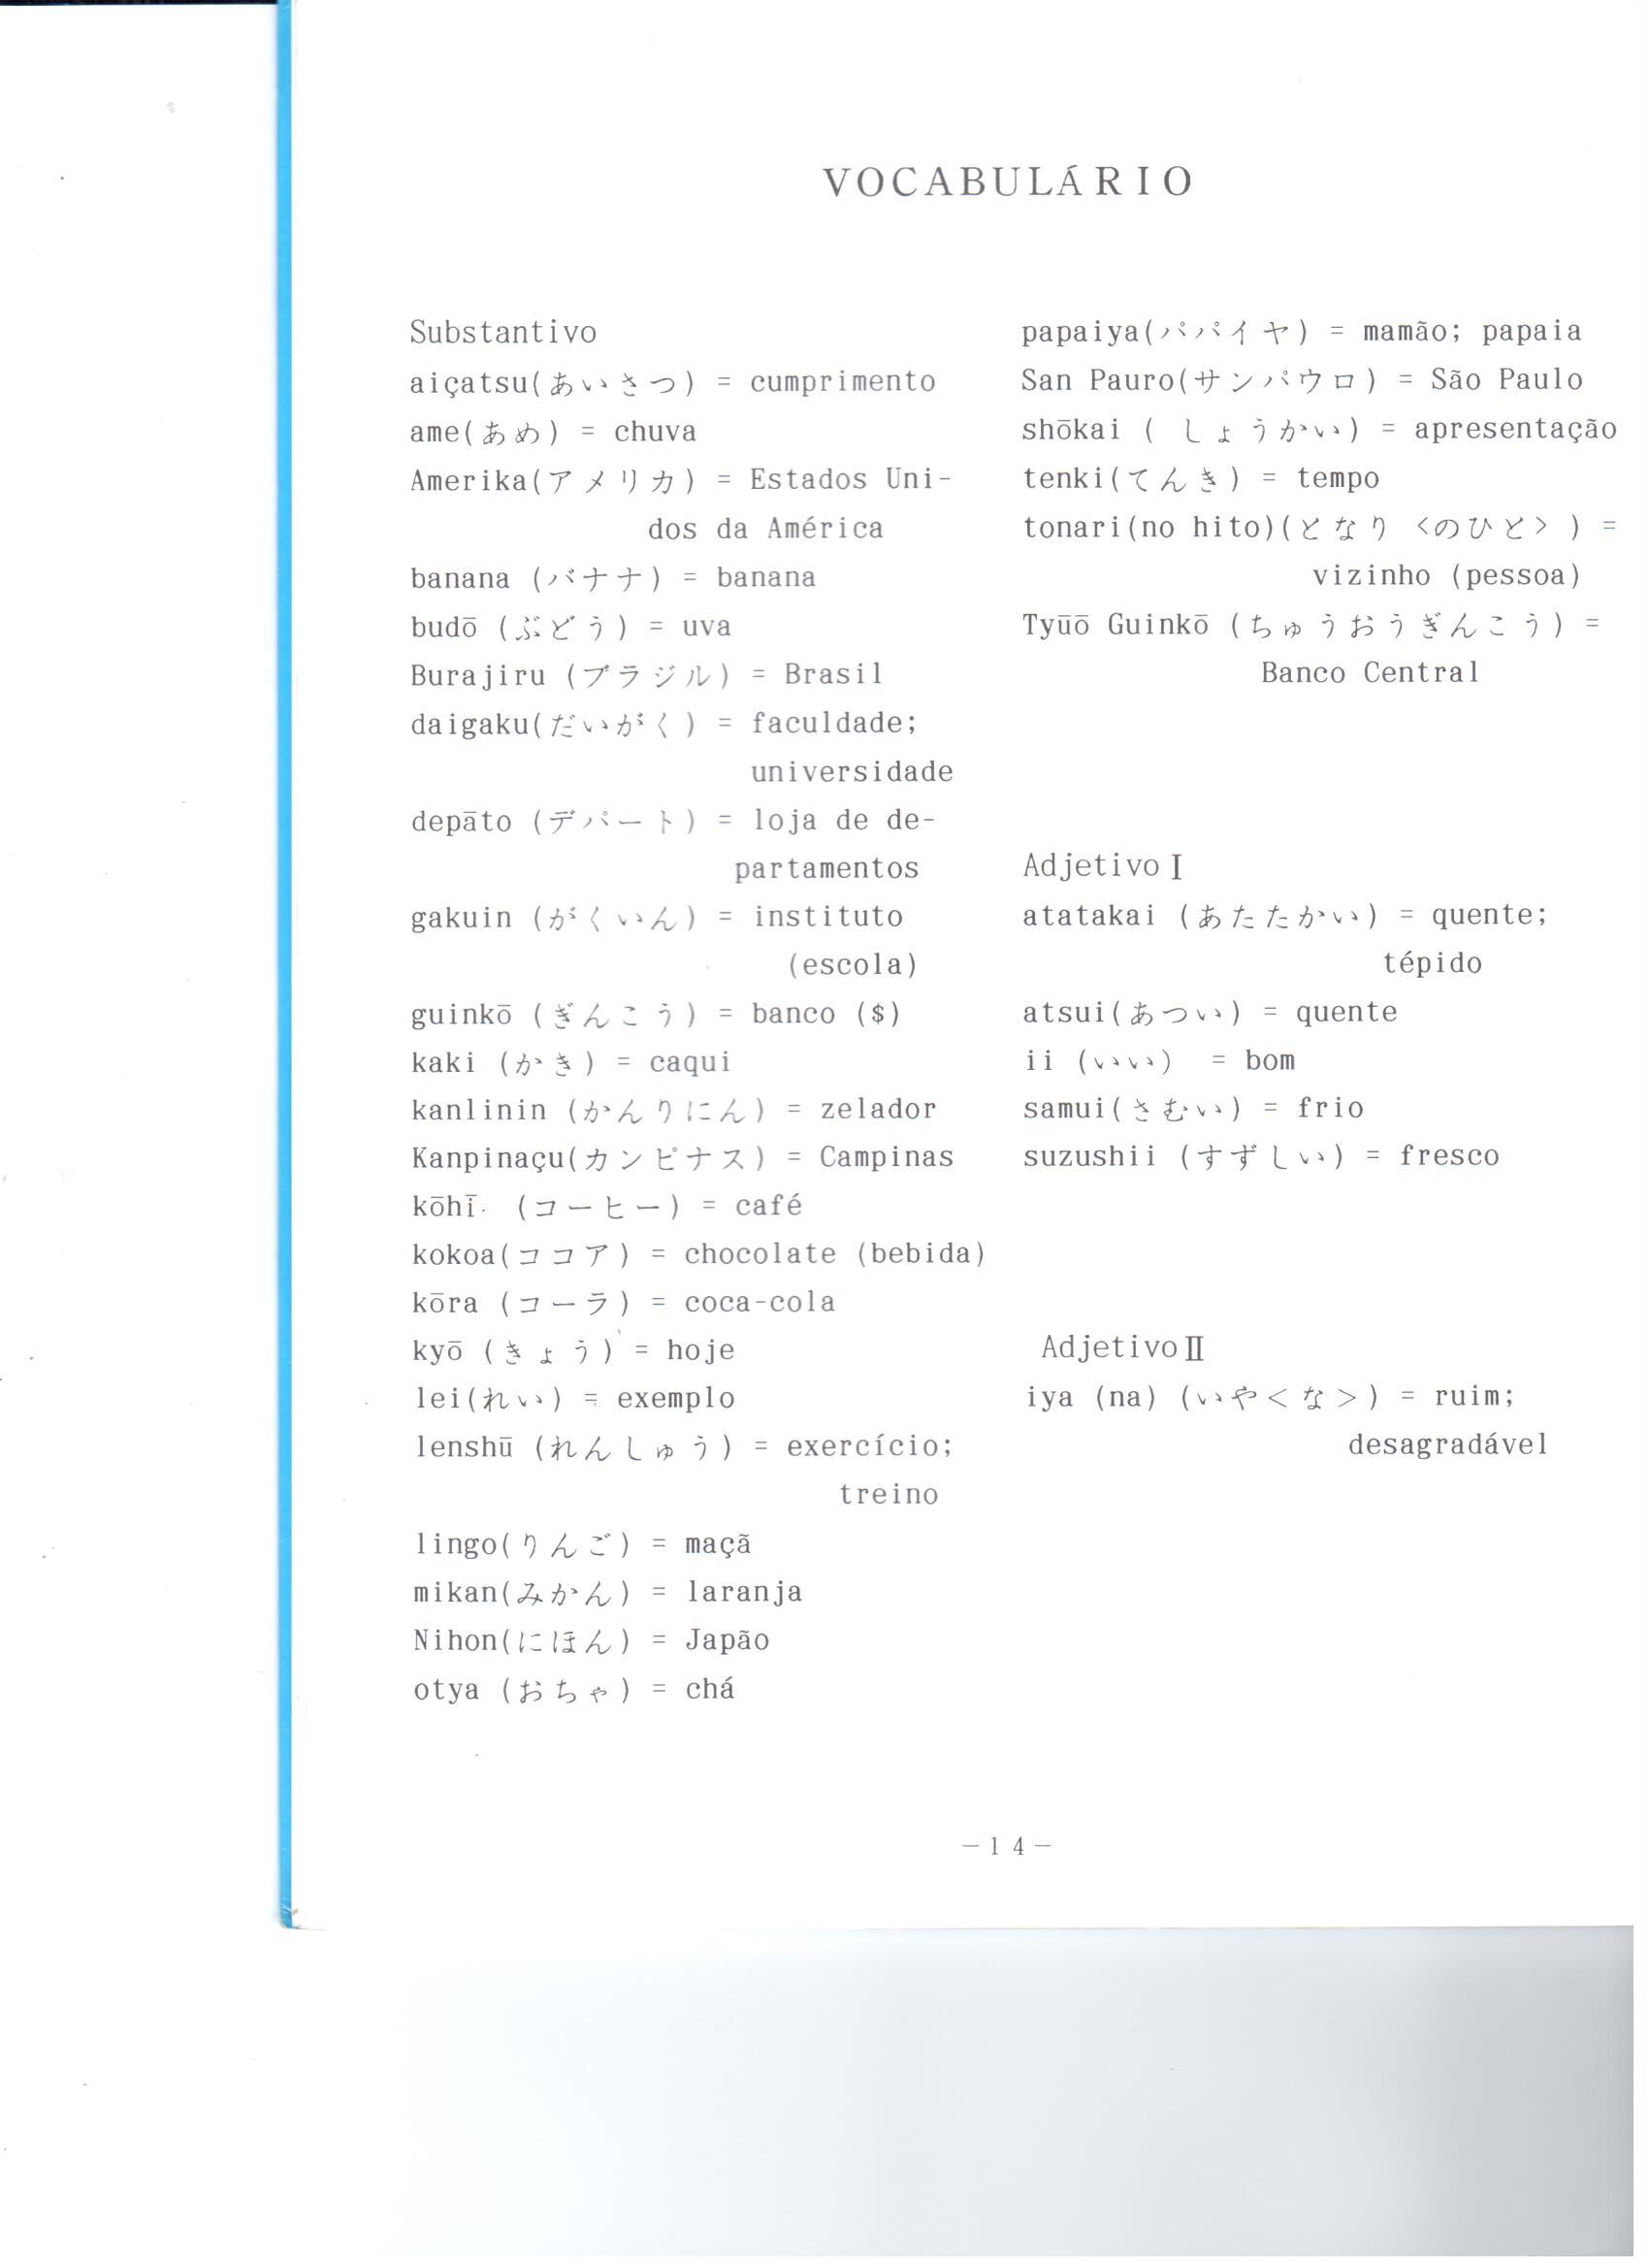 VOCABULÁRIO
Substantivo
aiçatsu(あいさつ) = cumprimento
ame(あめ) = chuva
Amerika(アメリカ) = Estados Uni-
dos da América
banana (バナナ) = banana
budō (ぶどう) = uva
Burajiru (ブラジル) = Brasil
daigaku(だいがく) = faculdade;
universidade
depāto (デパート) = loja de de-
partamentos
gakuin (がくいん) = instituto
(escola)
guinkō (ぎんこう) = banco ($)
kaki (かき) = caqui
kanlinin (かんりにん) = zelador
Kanpinaçu(カンピナス) = Campinas
kōhī (コーヒー) = café
kokoa(ココア) = chocolate (bebida)
kōra (コーラ) = coca-cola
kyō (きょう) = hoje
lei(れい) = exemplo
lenshū (れんしゅう) = exercício;
treino
lingo(りんご) = maçã
mikan(みかん) = laranja
Nihon(にほん) = Japão
otya (おちゃ) = chá
papaiya(パパイヤ) = mamão; papaia
San Pauro(サンパウロ) = São Paulo
shōkai ( しょうかい) = apresentação
tenki(てんき) = tempo
tonari(no hito)(となり <のひと> ) =
vizinho (pessoa)
Tyūō Guinkō (ちゅうおうぎんこう) =
Banco Central
Adjetivo Ⅰ
atatakai (あたたかい) = quente;
tépido
atsui(あつい) = quente
ii (いい) = bom
samui(さむい) = frio
suzushii (すずしい) = fresco
Adjetivo Ⅱ
iya (na) (いや<な>) = ruim;
desagradável
－14－